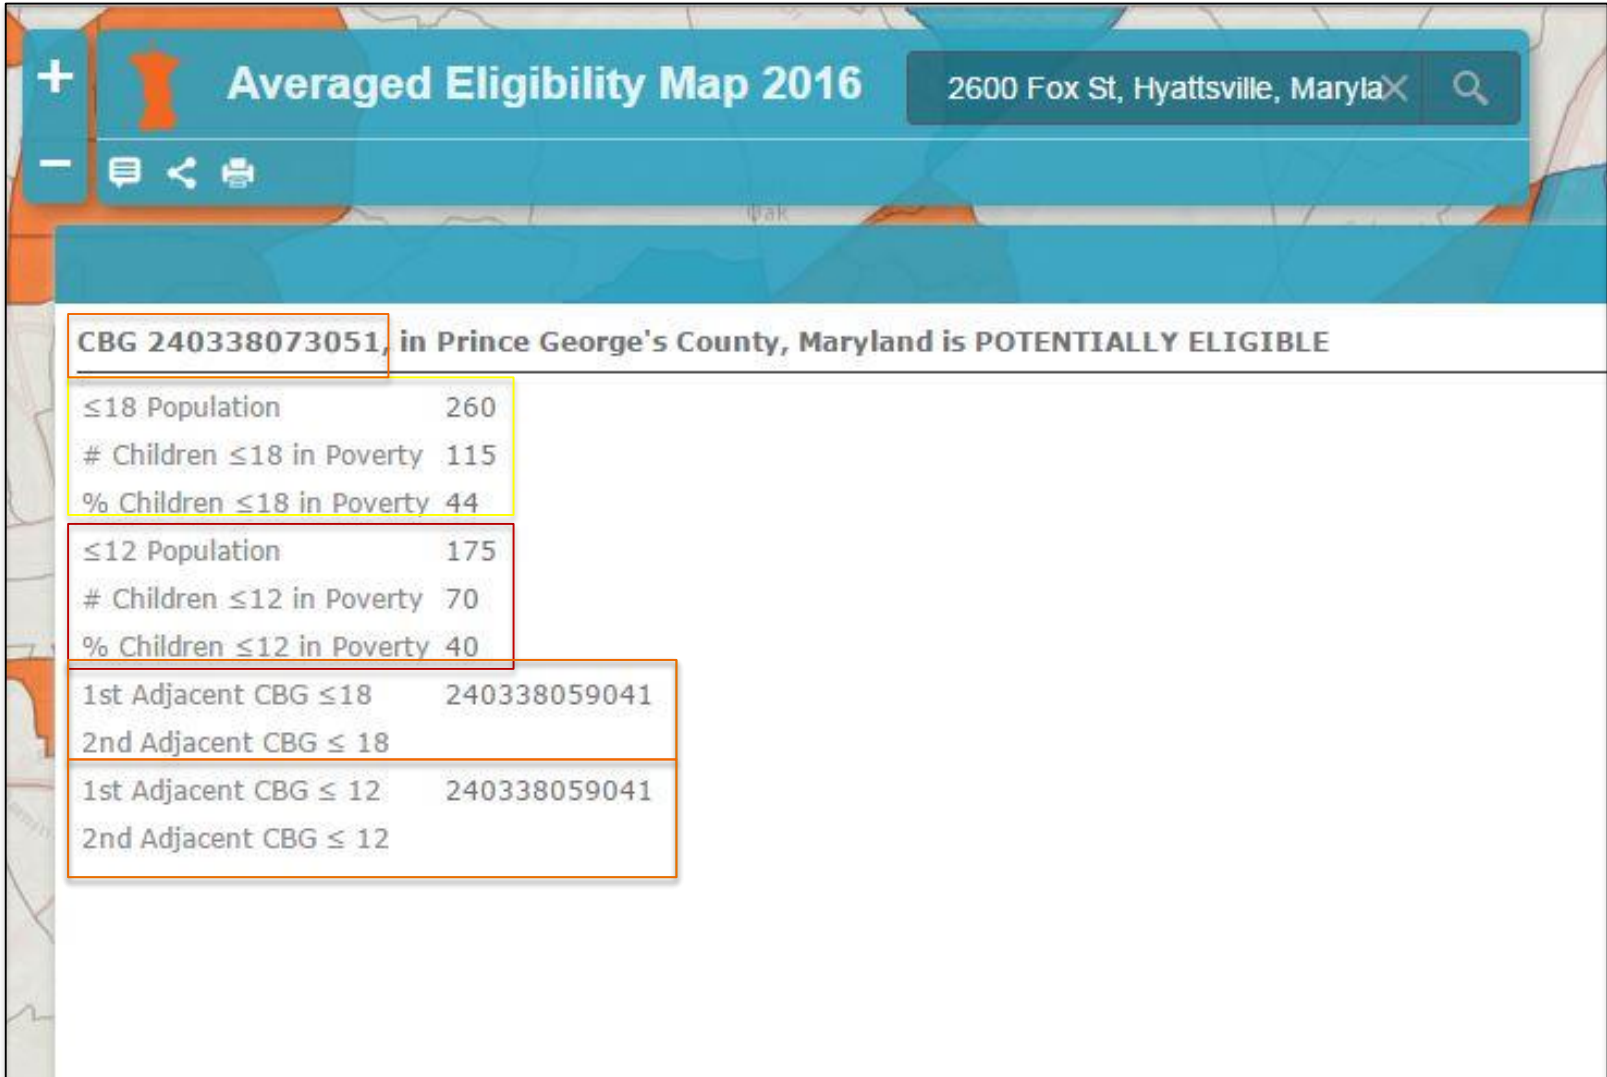 +
Averaged Eligibility Map 2016
2600 Fox St, Hyattsville, Maryla
−
Oak
CBG 240338073051, in Prince George's County, Maryland is POTENTIALLY ELIGIBLE
≤18 Population 260
# Children ≤18 in Poverty 115
% Children ≤18 in Poverty 44
≤12 Population 175
# Children ≤12 in Poverty 70
% Children ≤12 in Poverty 40
1st Adjacent CBG ≤18 240338059041
2nd Adjacent CBG ≤ 18
1st Adjacent CBG ≤ 12 240338059041
2nd Adjacent CBG ≤ 12